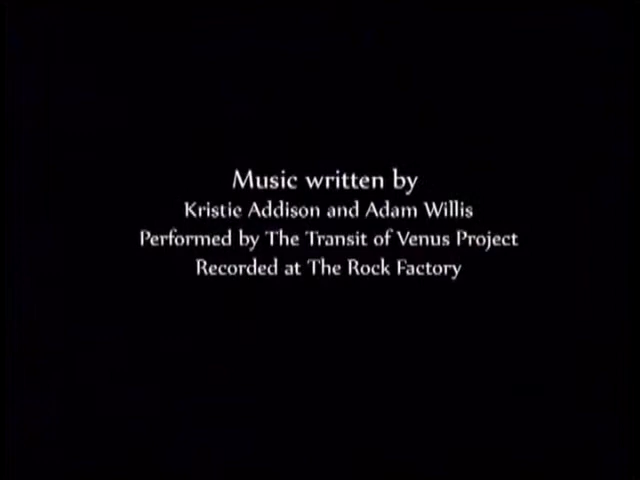 Music written by
Kristie Addison and Adam Willis
Performed by The Transit of Venus Project
Recorded at The Rock Factory